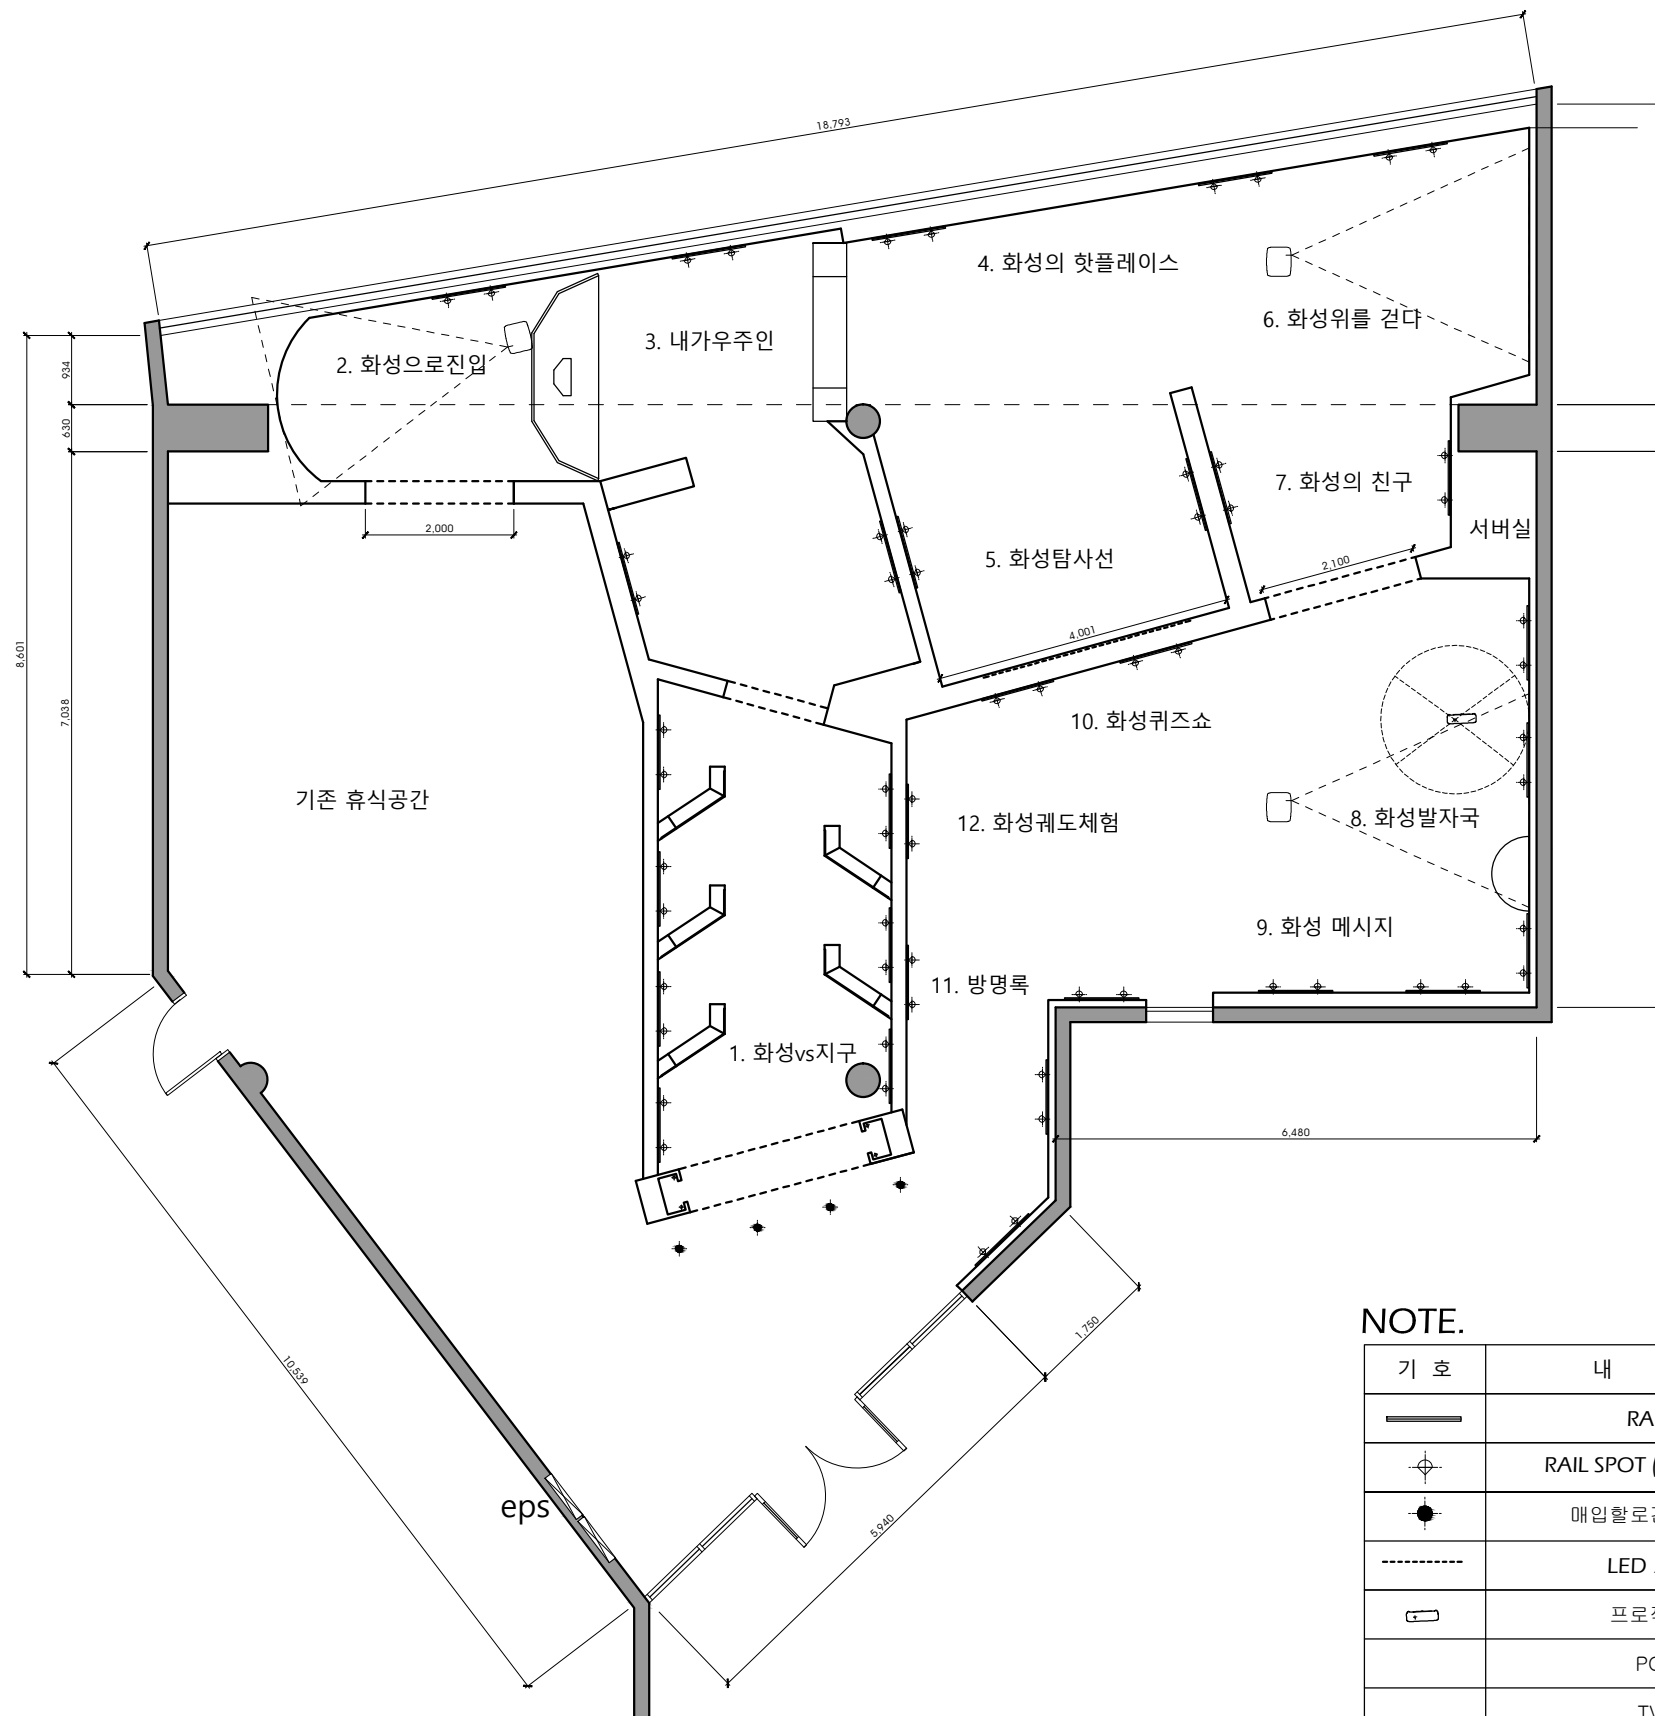 18,793
4. 화성의 핫플레이스
6. 화성위를 걷다
3. 내가우주인
2. 화성으로진입
934
630
7. 화성의 친구
서버실
2,000
5. 화성탐사선
2,100
4,001
8,601
7,038
10. 화성퀴즈쇼
기존 휴식공간
12. 화성궤도체험
8. 화성발자국
9. 화성 메시지
11. 방명록
1. 화성vs지구
6,480
1,750
10,539
5,940
eps
NOTE.
기 호 내
RA
RAIL SPOT (
매입할로
LED
프로